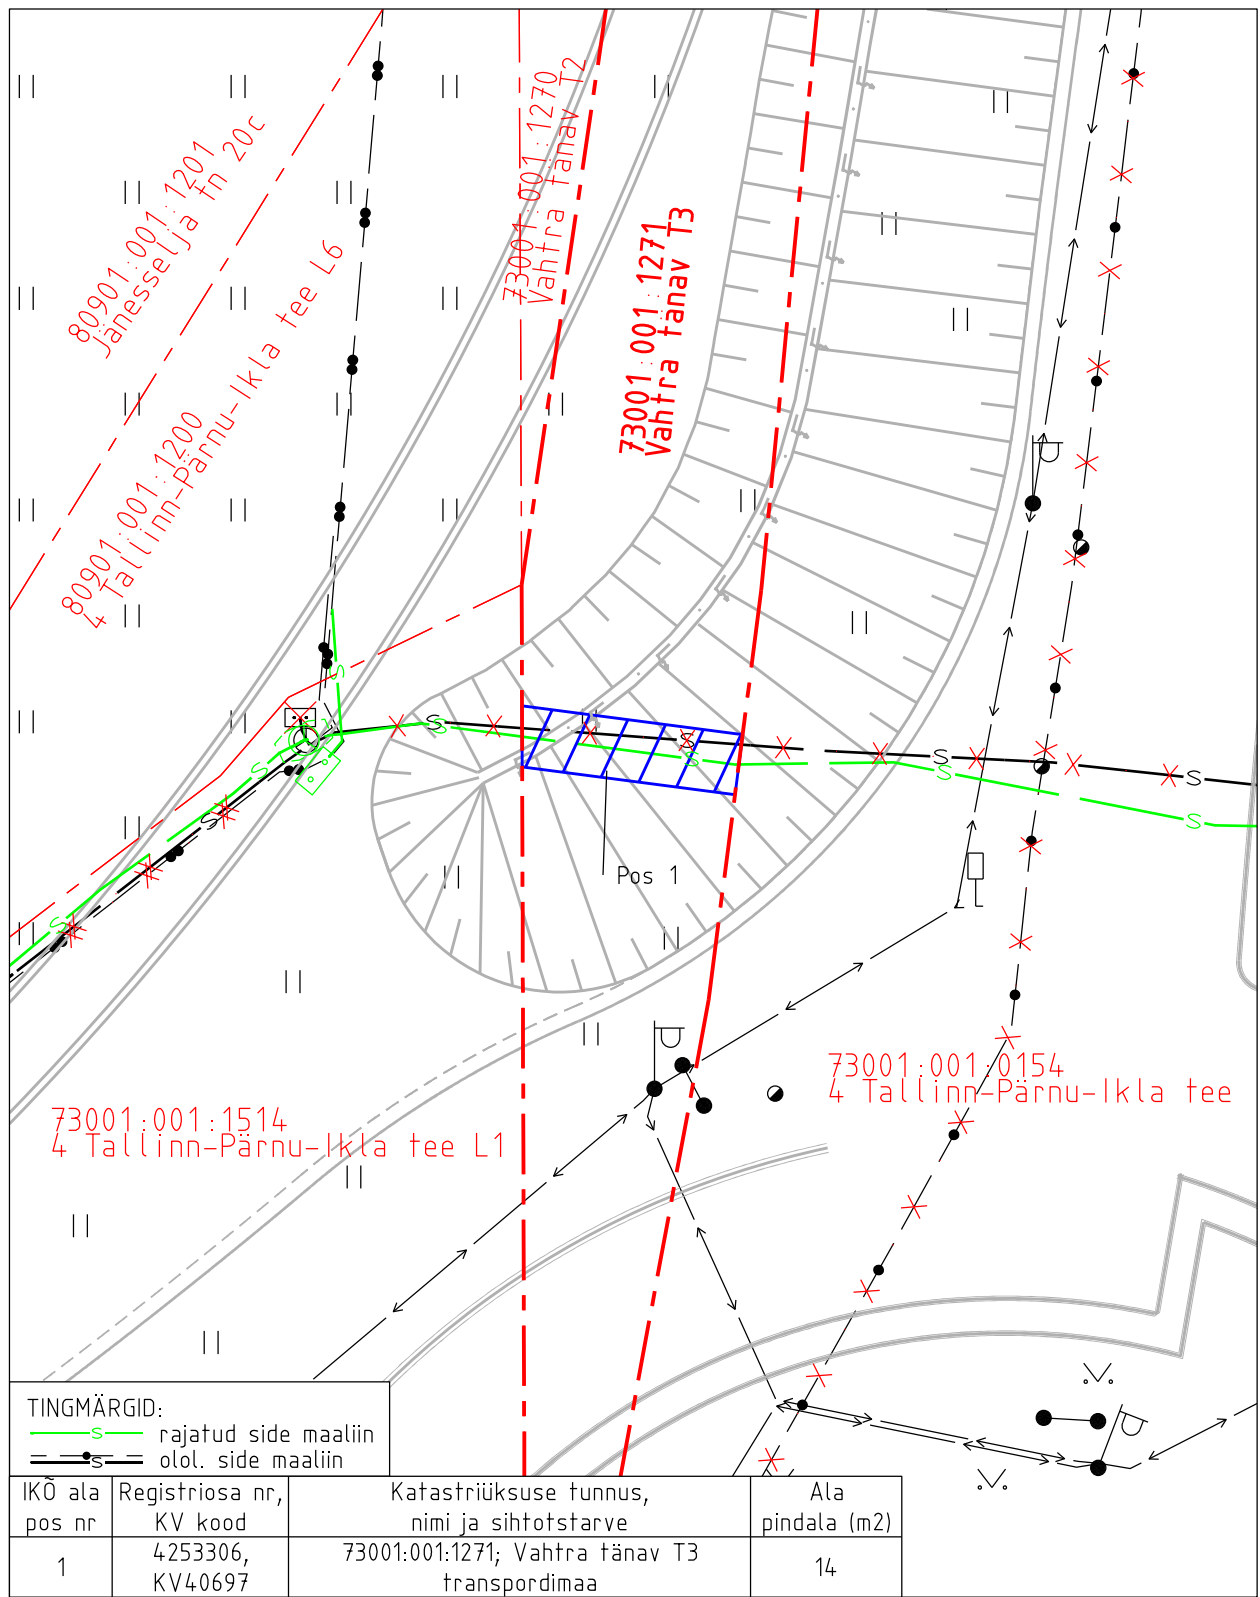 80901:001:1201
Jänesselja tn 20c
80901:001:1200
4 Tallinn-Pärnu-Ikla tee L6
73001:001:1270
Vahtra tänav T2
73001:001:1271
Vahtra tänav T3
S
S
S
S
S
S
S
S
S
S
S
Pos 1
73001:001:0154
4 Tallinn-Pärnu-Ikla tee
73001:001:1514
4 Tallinn-Pärnu-Ikla tee L1
TINGMÄRGID:
S rajatud side maaliin
S olol. side maaliin
IKÕ ala pos nr
Registriosa nr, KV kood
Katastriüksuse tunnus, nimi ja sihtotstarve
Ala pindala (m2)
1
4253306, KV40697
73001:001:1271; Vahtra tänav T3 transpordimaa
14